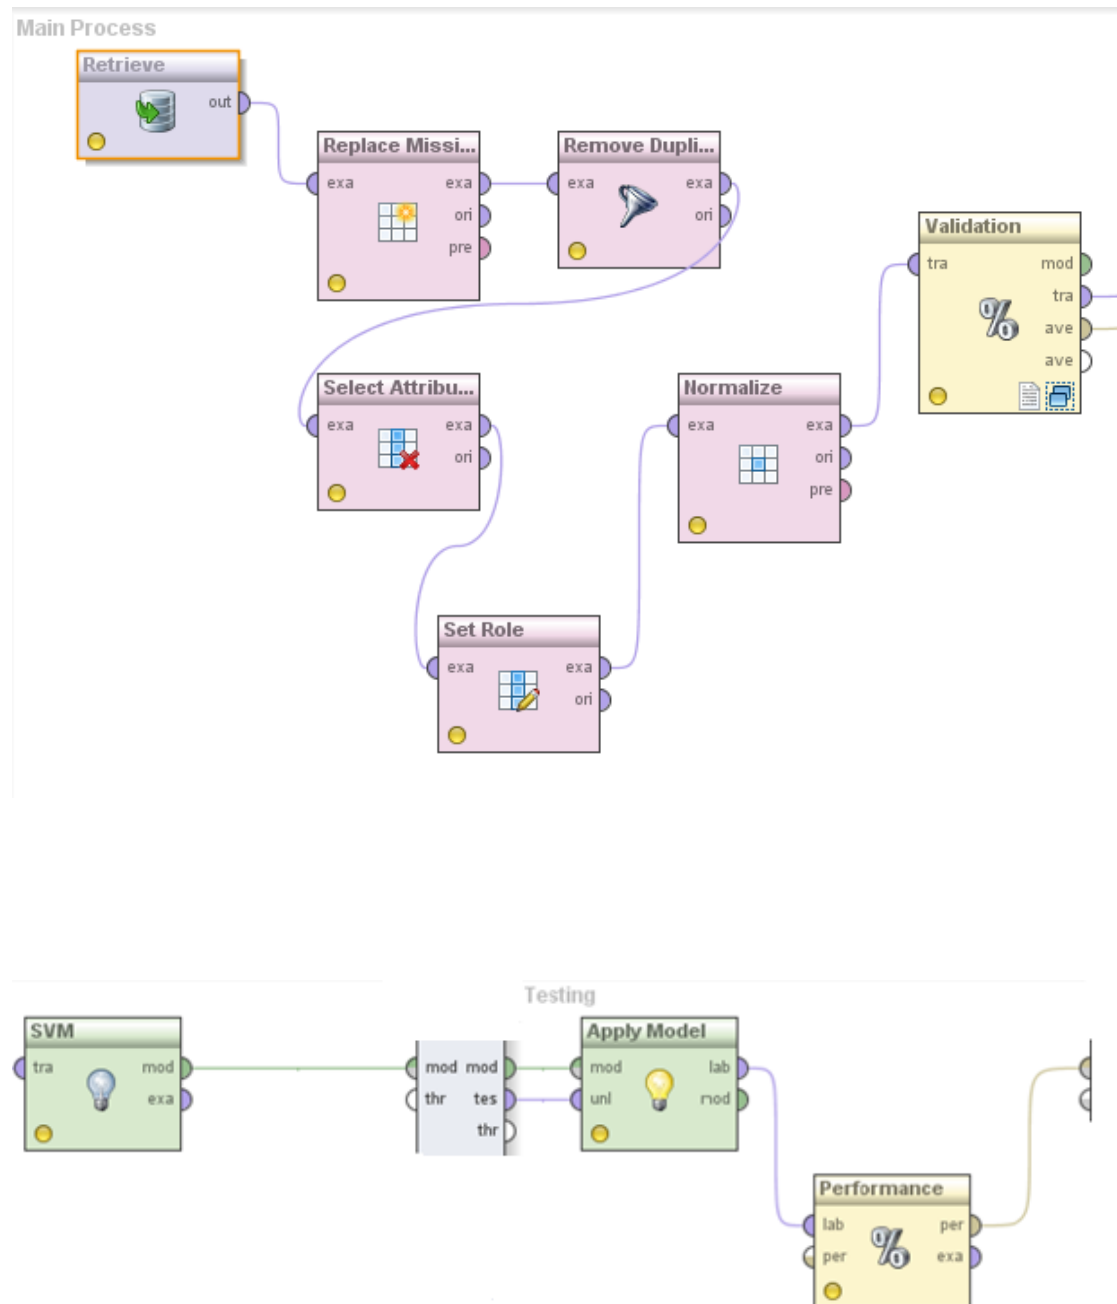 Main Process
Retrieve
out
Replace Missi...
exa exa
ori
pre
Remove Dupli...
exa exa
ori
Validation
tra mod
tra
ave
ave
Select Attribu...
exa exa
ori
Normalize
exa exa
ori
pre
Set Role
exa exa
ori
Testing
SVM
tra mod
exa
mod mod
thr tes
thr
Apply Model
mod lab
unl mod
Performance
lab per
per exa